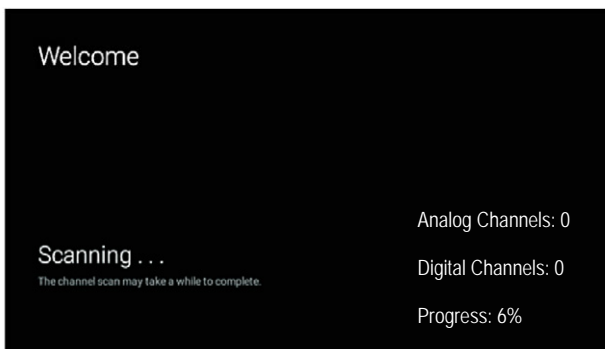 Welcome
Analog Channels: 0
Scanning . . .
The channel scan may take a while to complete.
Digital Channels: 0
Progress: 6%